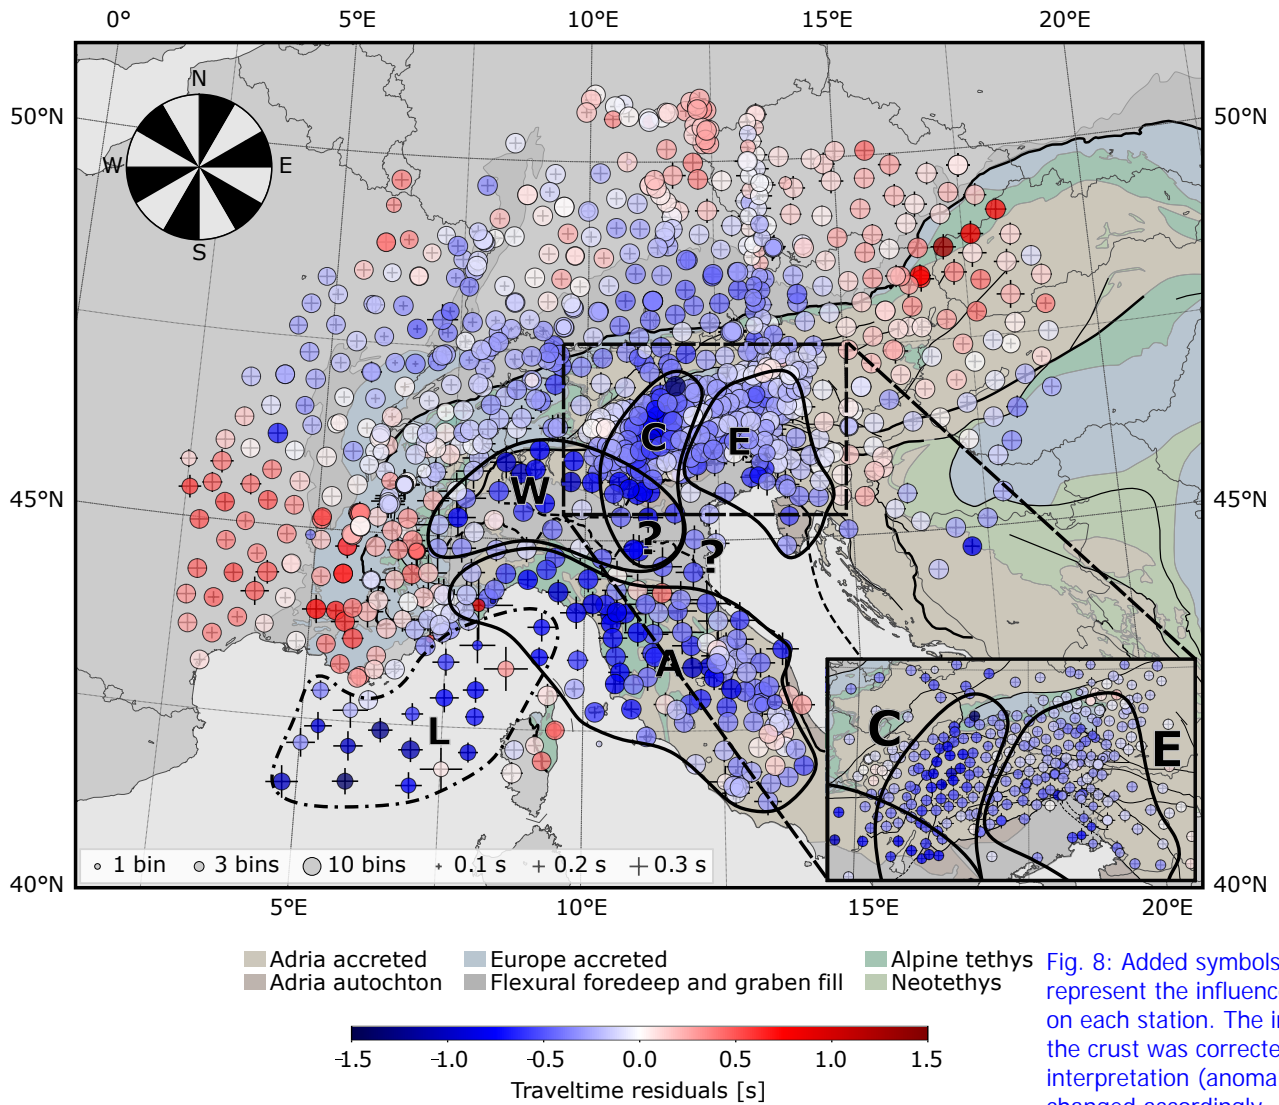 0° 5°E 10°E 15°E 20°E
N
50°N 50°N
W E
S
C E
W
45°N 45°N
? ?
A
L
C E
1 bin 3 bins 10 bins 0.1 s 0.2 s 0.3 s
40°N 40°N
5°E 10°E 15°E 20°E
Adria accreted Europe accreted Alpine tethys
Adria autochton Flexural foredeep and graben fill Neotethys
Fig. 8: Added symbols
represent the influenc
on each station. The i
the crust was correcte
interpretation (anoma
-1.5 -1.0 -0.5 0.0 0.5 1.0 1.5
Traveltime residuals [s]